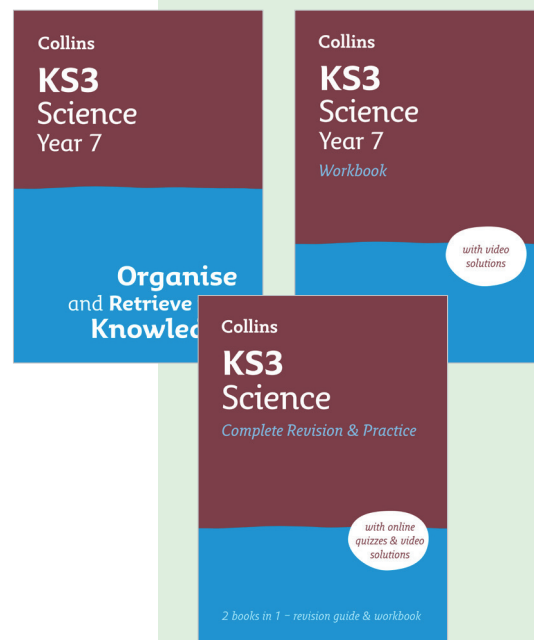 Collins
KS3
Science
Year 7
Organise
and Retrieve
Collins
KS3
Science
Year 7
Workbook
with video
solutions
Collins
KS3
Science
Complete Revision & Practice
with online
quizzes & video
solutions
2 books in 1 – revision guide & workbook